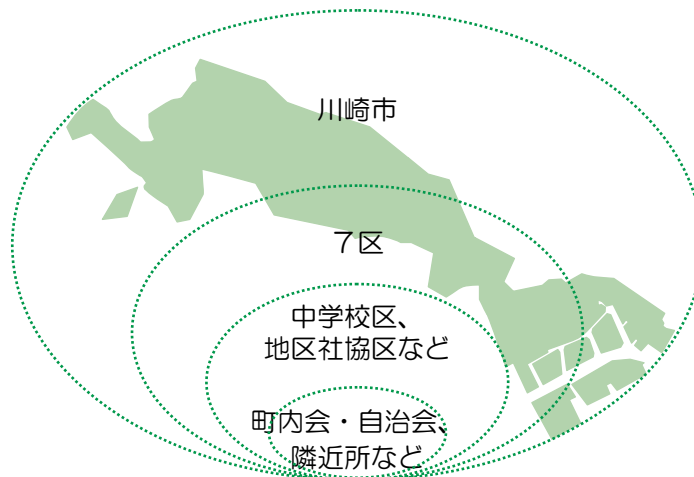 川崎市
７区
中学校区、
地区社協区など
町内会・自治会、
隣近所など